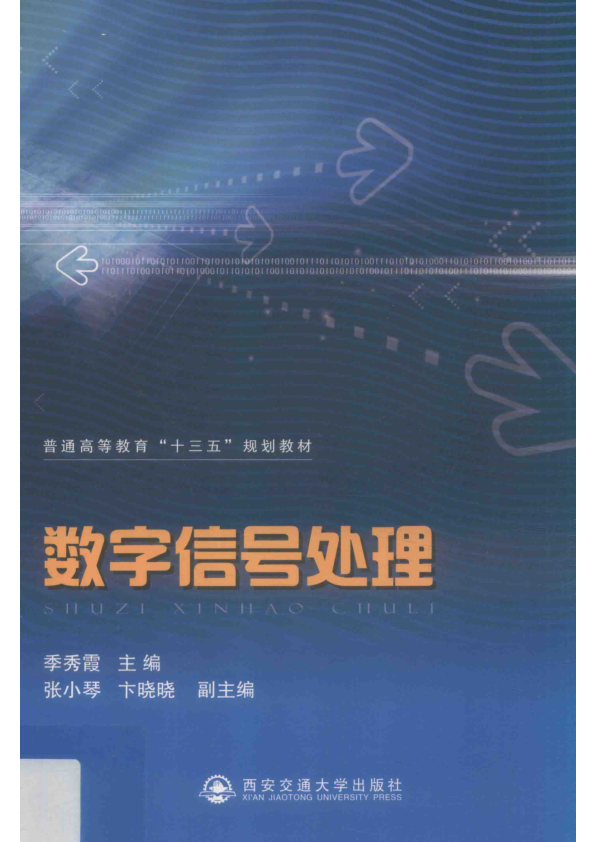 普通高等教育“十三五”规划教材
数字信号处理
SHUZI XINHAO CHULI
季秀霞 主编
张小琴 卞晓晓 副主编
西安交通大学出版社
XI'AN JIAOTONG UNIVERSITY PRESS